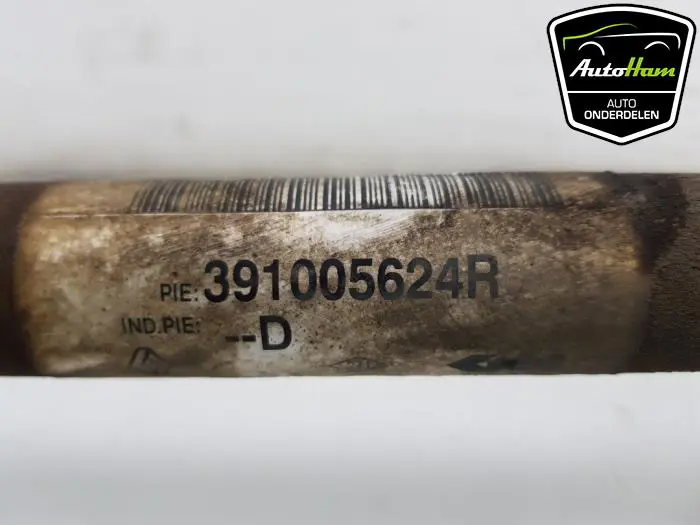 AutoHam
AUTO
ONDERDELEN
PIE: 391005624R
IND.PIE: --D